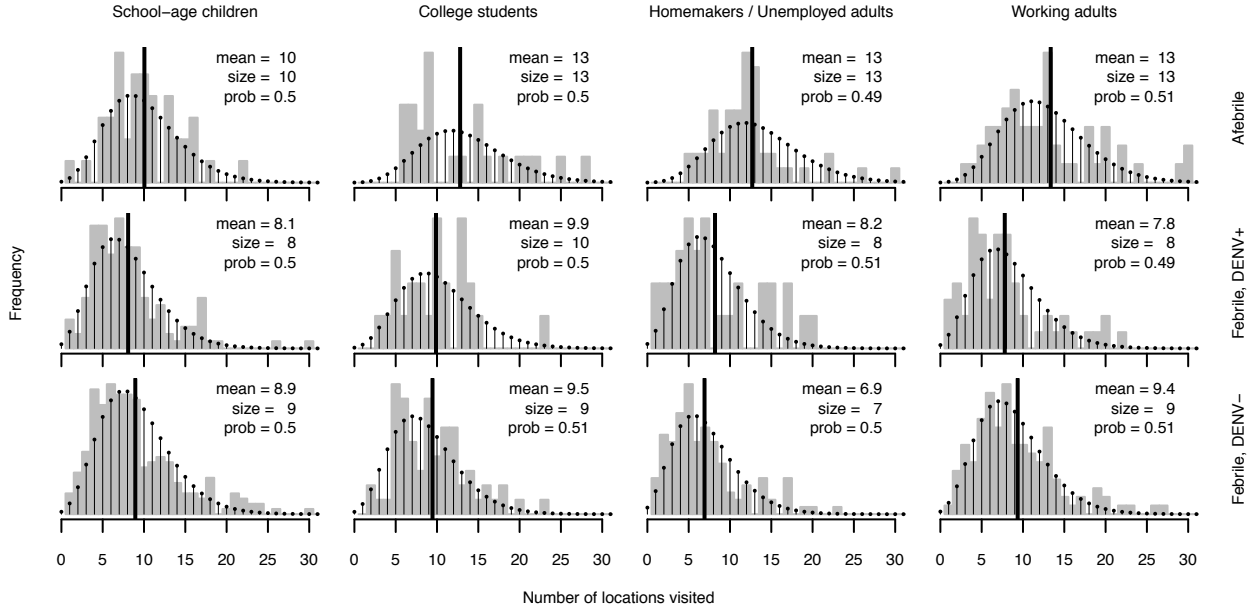 School−age children
College students
Homemakers / Unemployed adults
Working adults
mean = 10
size = 10
prob = 0.5
mean = 13
size = 13
prob = 0.5
mean = 13
size = 13
prob = 0.49
mean = 13
size = 13
prob = 0.51
Afebrile
mean = 8.1
size = 8
prob = 0.5
mean = 9.9
size = 10
prob = 0.5
mean = 8.2
size = 8
prob = 0.51
mean = 7.8
size = 8
prob = 0.49
Febrile, DENV+
Frequency
mean = 8.9
size = 9
prob = 0.5
mean = 9.5
size = 9
prob = 0.51
mean = 6.9
size = 7
prob = 0.5
mean = 9.4
size = 9
prob = 0.51
Febrile, DENV−
0 5 10 15 20 25 30
0 5 10 15 20 25 30
0 5 10 15 20 25 30
0 5 10 15 20 25 30
Number of locations visited